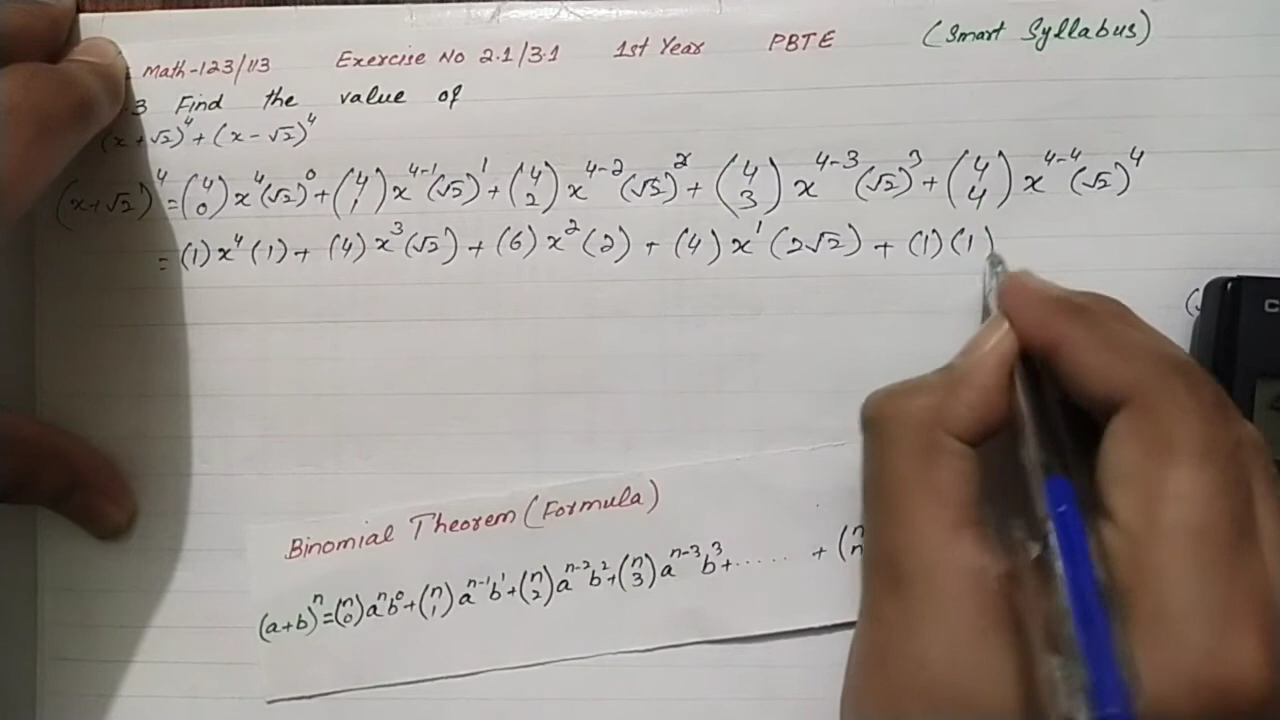 Math-123/113 Exercise No 2.1/3.1 1st Year PBTE (Smart Syllabus)
.3 Find the value of
(x+√2)⁴+(x-√2)⁴
(x+√2)⁴=(4 0)x⁴(√2)⁰+(4 1)x⁴⁻¹(√2)¹+(4 2)x⁴⁻²(√2)²+(4 3)x⁴⁻³(√2)³+(4 4)x⁴⁻⁴(√2)⁴
=(1)x⁴(1)+(4)x³(√2)+(6)x²(2)+(4)x¹(2√2)+(1)(1)
Binomial Theorem (Formula)
(a+b)ⁿ=(n 0)aⁿb⁰+(n 1)aⁿ⁻¹b¹+(n 2)aⁿ⁻²b²+(n 3)aⁿ⁻³b³+......+(n n